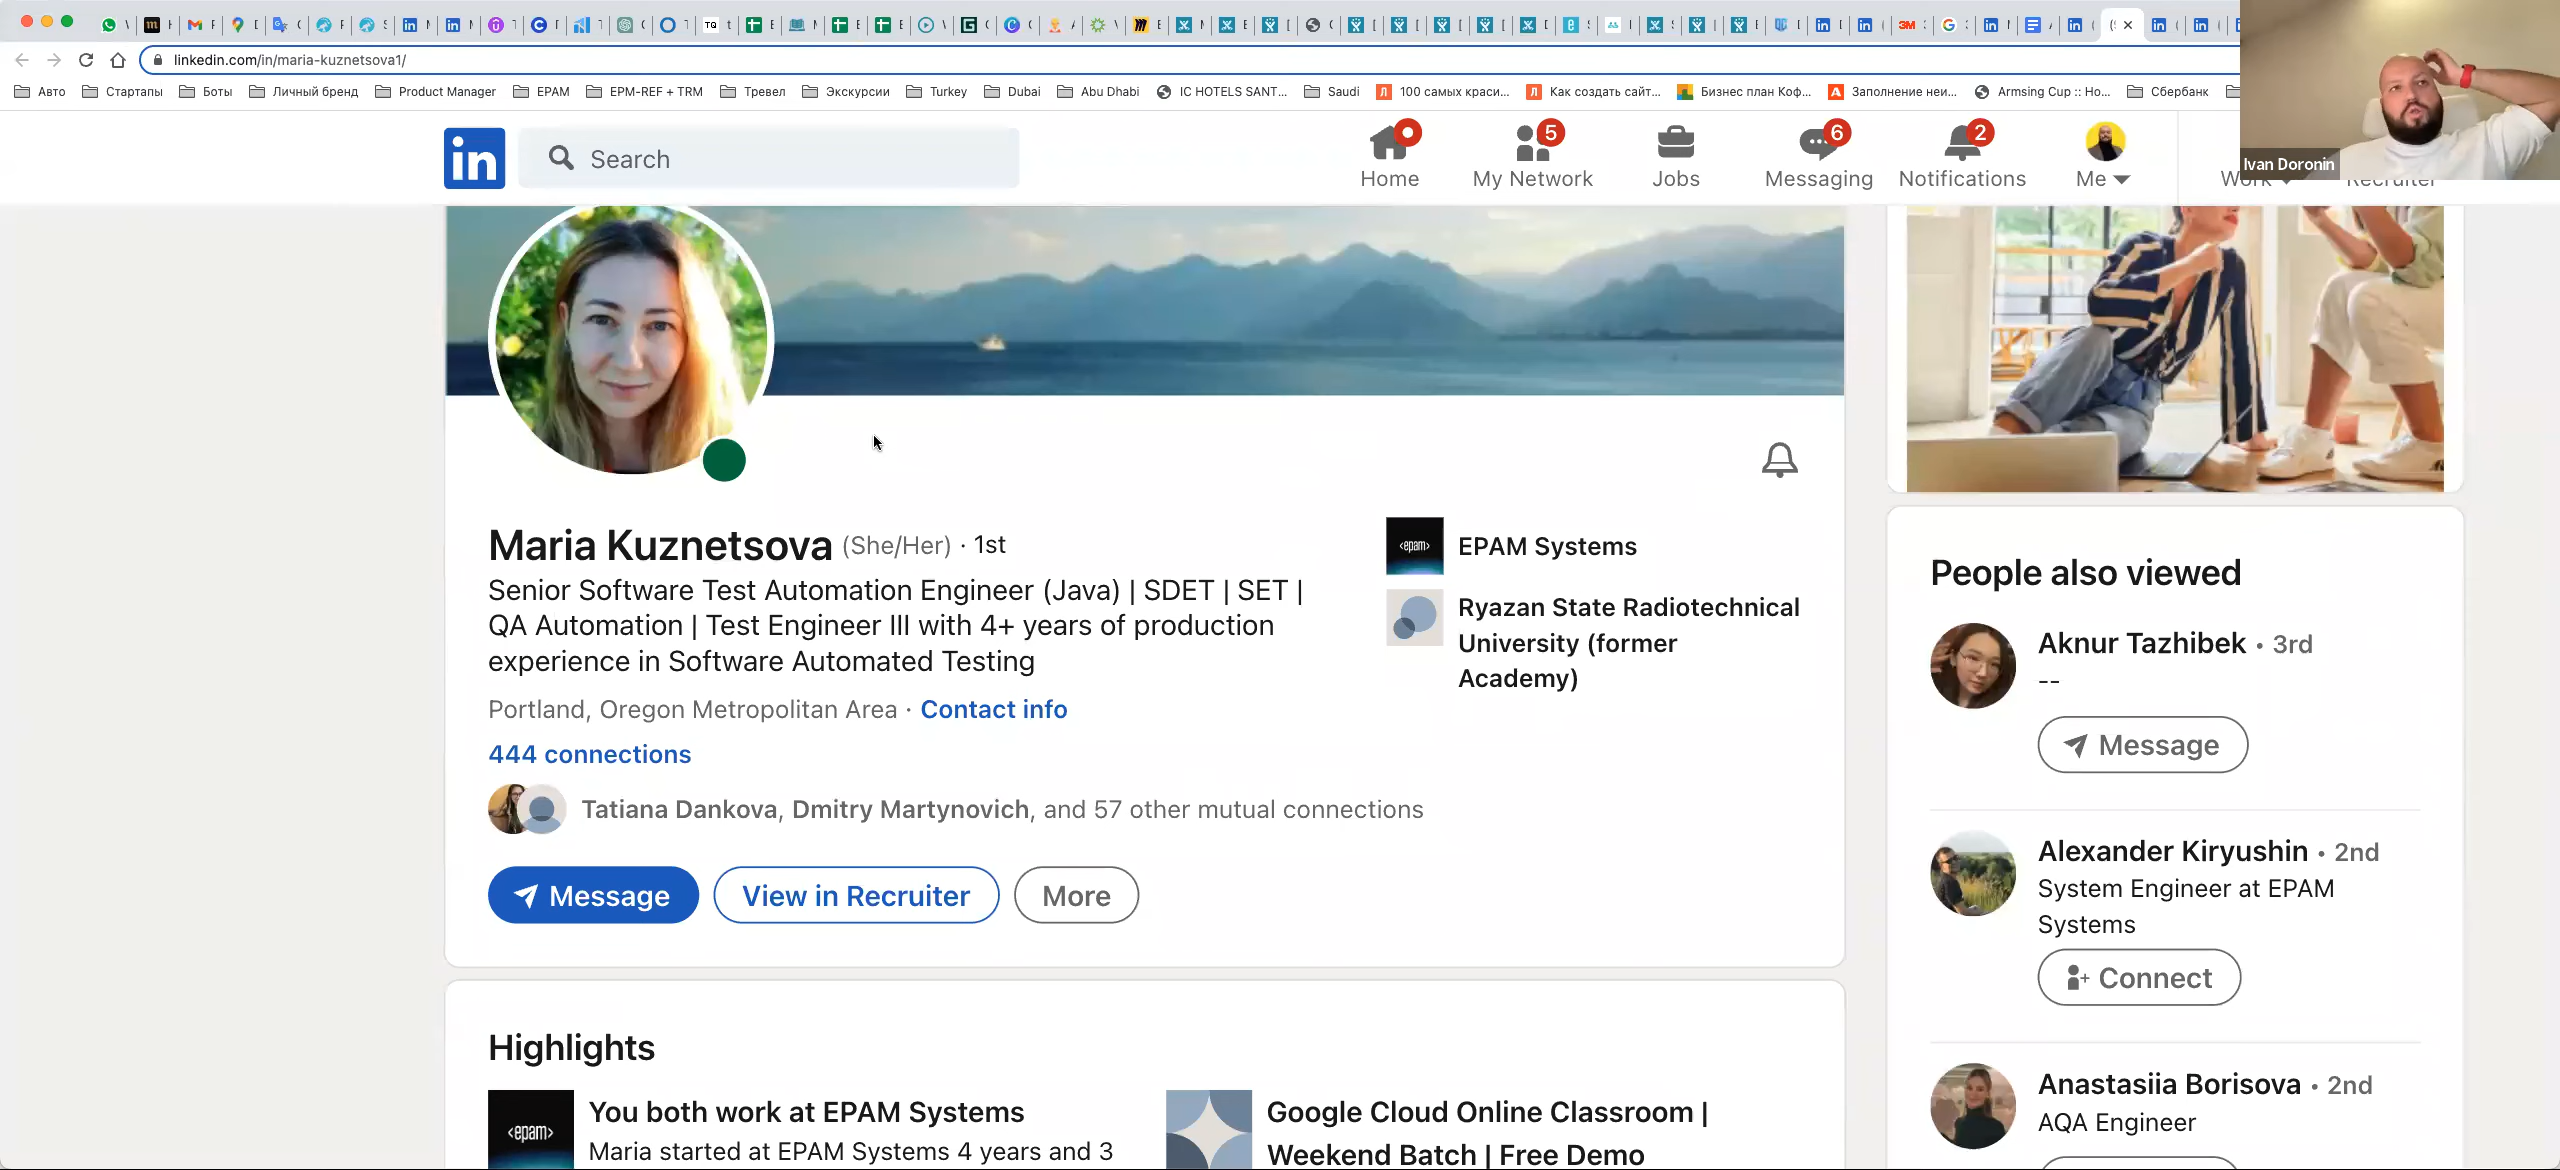 linkedin.com/in/maria-kuznetsova1/
Авто Стартапы Боты Личный бренд Product Manager EPAM EPM-REF + TRM Тревел Экскурсии Turkey Dubai Abu Dhabi IC HOTELS SANT... Saudi 100 самых краси... Как создать сайт... Бизнес план Коф... Заполнение неи... Armsing Cup :: Ho... Сбербанк
Ivan Doronin
in Search
5 6 2
Home My Network Jobs Messaging Notifications Me Work Recruiter
Maria Kuznetsova (She/Her) · 1st
Senior Software Test Automation Engineer (Java) | SDET | SET |
QA Automation | Test Engineer III with 4+ years of production
experience in Software Automated Testing
Portland, Oregon Metropolitan Area · Contact info
444 connections
Tatiana Dankova, Dmitry Martynovich, and 57 other mutual connections
Message View in Recruiter More
<epam> EPAM Systems
Ryazan State Radiotechnical
University (former
Academy)
Highlights
<epam>
You both work at EPAM Systems
Maria started at EPAM Systems 4 years and 3
Google Cloud Online Classroom |
Weekend Batch | Free Demo
People also viewed
Aknur Tazhibek • 3rd
--
Message
Alexander Kiryushin • 2nd
System Engineer at EPAM
Systems
Connect
Anastasiia Borisova • 2nd
AQA Engineer